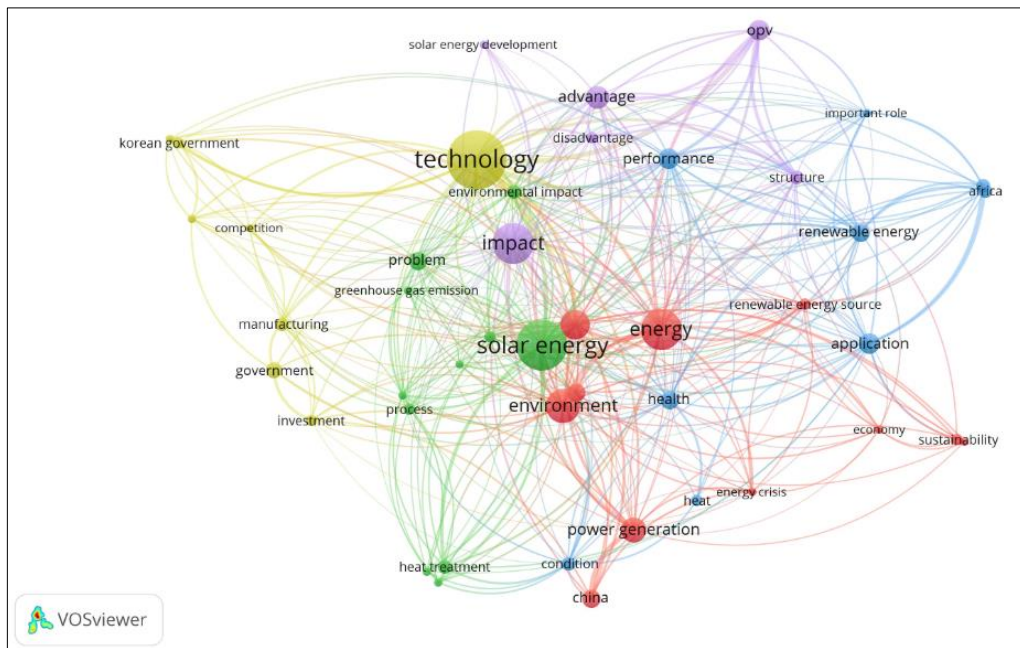 opv
solar energy development
advantage
important role
korean government
disadvantage
technology
performance
structure
environmental impact
africa
competition
renewable energy
impact
problem
greenhouse gas emission
renewable energy source
manufacturing
energy
application
solar energy
government
health
environment
process
investment
economy
sustainability
energy crisis
heat
power generation
heat treatment
condition
china
VOSviewer